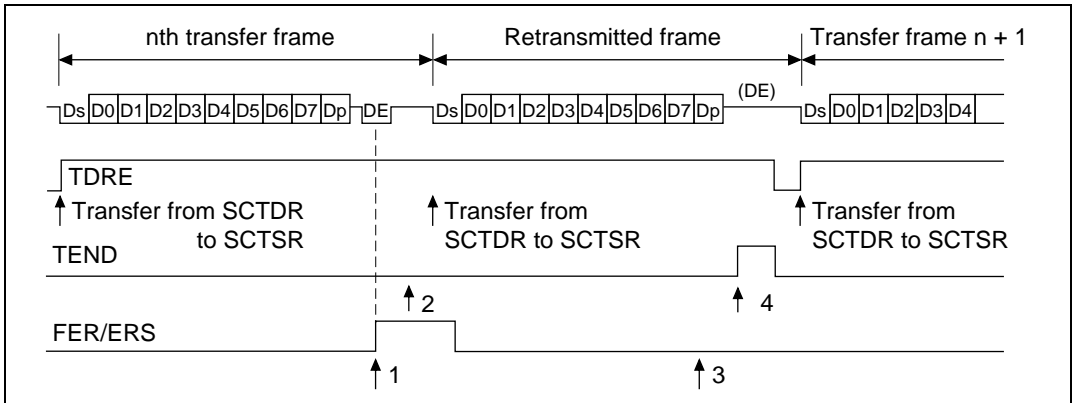 nth transfer frame Retransmitted frame Transfer frame n + 1
(DE)
Ds D0 D1 D2 D3 D4 D5 D6 D7 Dp DE Ds D0 D1 D2 D3 D4 D5 D6 D7 Dp Ds D0 D1 D2 D3 D4
TDRE
Transfer from SCTDR Transfer from Transfer from
to SCTSR SCTDR to SCTSR SCTDR to SCTSR
TEND
2 4
FER/ERS
1 3